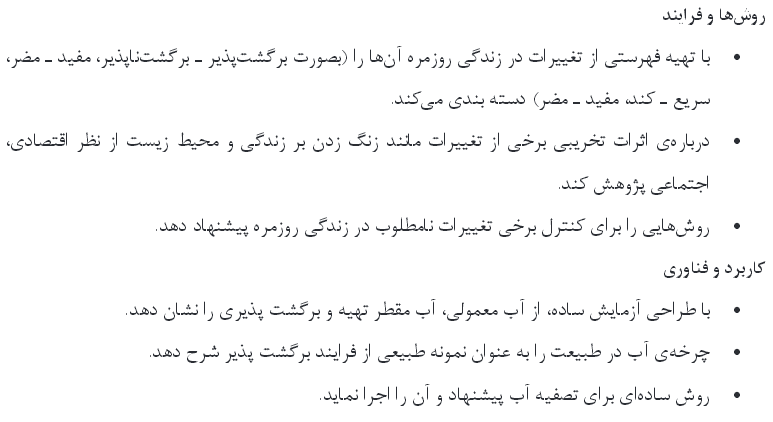 روش‌ها و فرایند
• با تهیه فهرستی از تغییرات در زندگی روزمره آن‌ها را (بصورت برگشت‌پذیر ـ برگشت‌ناپذیر، مفید ـ مضر،
سریع ـ کند، مفید ـ مضر) دسته بندی می‌کند.
• درباره‌ی اثرات تخریبی برخی از تغییرات مانند زنگ زدن بر زندگی و محیط زیست از نظر اقتصادی،
اجتماعی پژوهش کند.
• روش‌هایی را برای کنترل برخی تغییرات نامطلوب در زندگی روزمره پیشنهاد دهد.
کاربرد و فناوری
• با طراحی آزمایش ساده، از آب معمولی، آب مقطر تهیه و برگشت پذیری را نشان دهد.
• چرخه‌ی آب در طبیعت را به عنوان نمونه طبیعی از فرایند برگشت پذیر شرح دهد.
• روش ساده‌ای برای تصفیه آب پیشنهاد و آن را اجرا نماید.